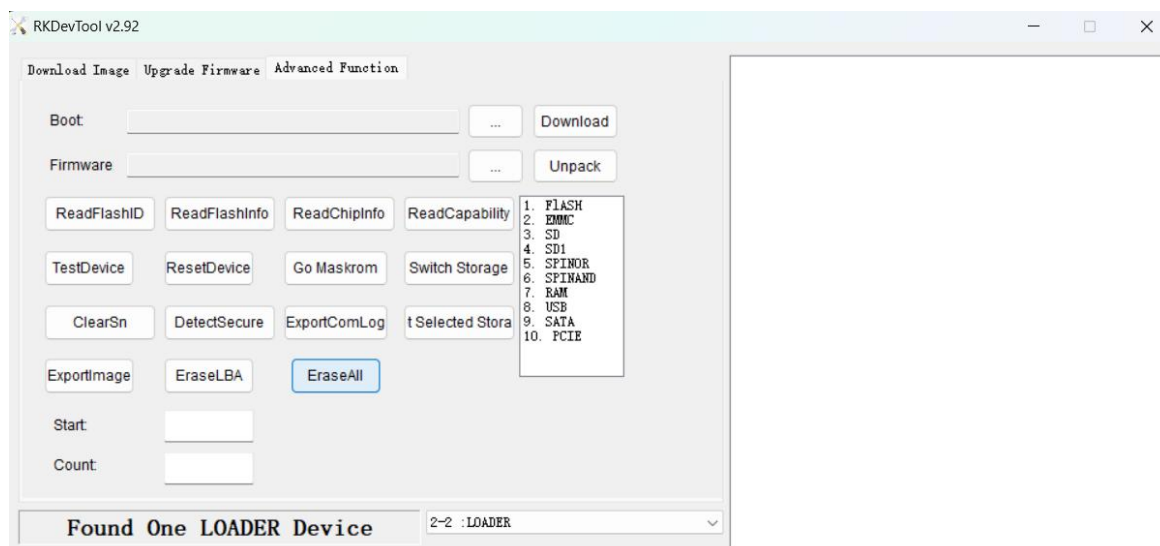 RKDevTool v2.92
Download Image Upgrade Firmware Advanced Function
Boot: ... Download
Firmware ... Unpack
ReadFlashID ReadFlashInfo ReadChipInfo ReadCapability
1. FlASH
2. EMMC
3. SD
4. SD1
5. SPINOR
6. SPINAND
7. RAM
8. USB
9. SATA
10. PCIE
TestDevice ResetDevice Go Maskrom Switch Storage
ClearSn DetectSecure ExportComLog t Selected Stora
ExportImage EraseLBA EraseAll
Start:
Count:
Found One LOADER Device 2-2 :LOADER